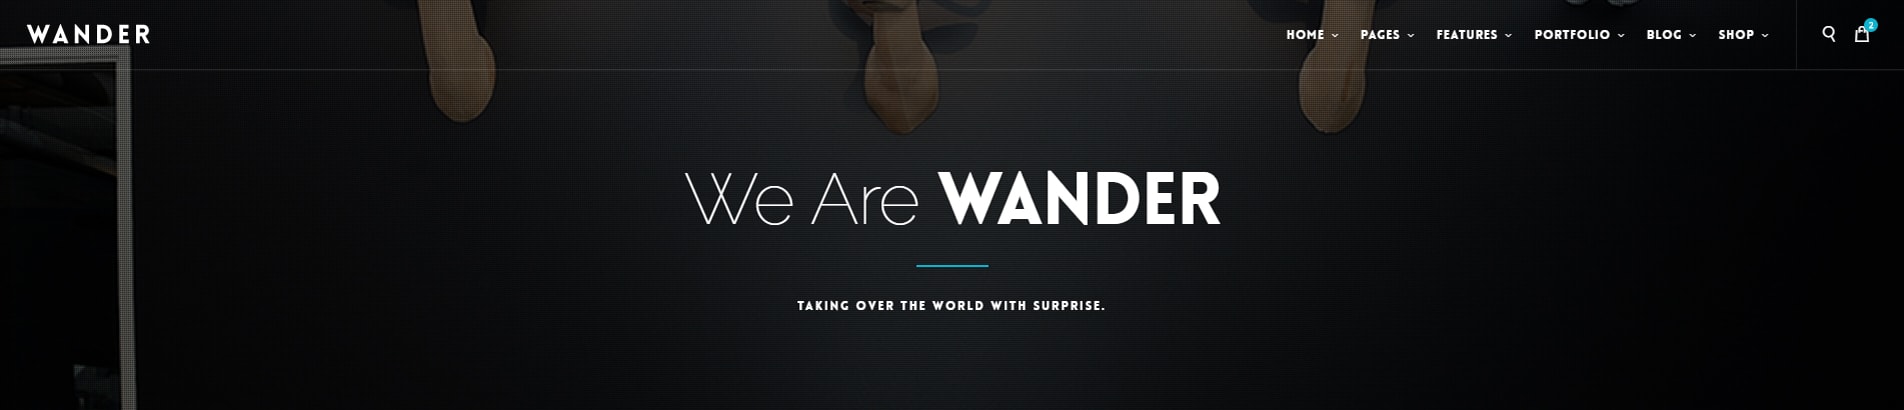 WANDER
HOME PAGES FEATURES PORTFOLIO BLOG SHOP 2
We Are WANDER
TAKING OVER THE WORLD WITH SURPRISE.